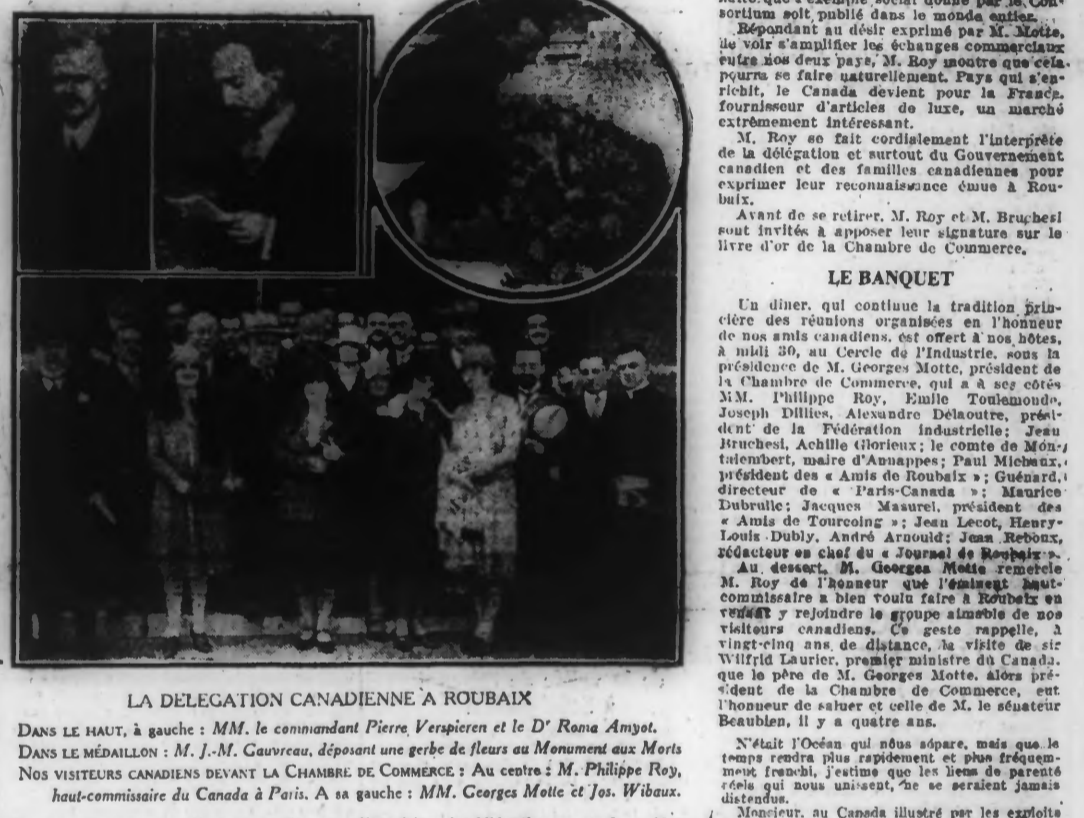 LA DÉLÉGATION CANADIENNE A ROUBAIX
DANS LE HAUT, à gauche : MM. le commandant Pierre Verspieren et le Dr Roma Amyot.
DANS LE MÉDAILLON : M. J.-M. Gauvreau, déposant une gerbe de fleurs au Monument aux Morts
NOS VISITEURS CANADIENS DEVANT LA CHAMBRE DE COMMERCE : Au centre : M. Philippe Roy,
haut-commissaire du Canada à Paris. A sa gauche : MM. Georges Motte et Jos. Wibaux.
que l'exemple social donné par le Con-
sortium soit publié dans le monde entier.
Répondant au désir exprimé par M. Motte,
de voir s'amplifier les échanges commerciaux
entre nos deux pays, M. Roy montre que cela
pourra se faire naturellement. Pays qui s'en-
richit, le Canada devient pour la France,
fournisseur d'articles de luxe, un marché
extrêmement intéressant.
M. Roy se fait cordialement l'interprète
de la délégation et surtout du Gouvernement
canadien et des familles canadiennes pour
exprimer leur reconnaissance émue à Rou-
baix.
Avant de se retirer, M. Roy et M. Bruchesi
sont invités à apposer leur signature sur le
livre d'or de la Chambre de Commerce.
LE BANQUET
Un dîner, qui continue la tradition prin-
cière des réunions organisées en l'honneur
de nos amis canadiens, est offert à nos hôtes,
à midi 30, au Cercle de l'Industrie, sous la
présidence de M. Georges Motte, président de
la Chambre de Commerce, qui a à ses côtés
MM. Philippe Roy, Emile Toulemonde,
Joseph Dillies, Alexandre Delaoutre, prési-
dent de la Fédération industrielle; Jean
Bruchesi, Achille Glorieux; le comte de Mon-
talembert, maire d'Annappes; Paul Michaux,
président des « Amis de Roubaix »; Guénard,
directeur de « Paris-Canada »; Maurice
Dubrulle; Jacques Masurel, président des
« Amis de Tourcoing »; Jean Lecot, Henry-
Louis Dubly, André Arnould; Jean Reboux,
rédacteur en chef du « Journal de Roubaix ».
Au dessert, M. Georges Motte remercie
M. Roy de l'honneur que l'éminent haut-
commissaire a bien voulu faire à Roubaix en
venant y rejoindre le groupe aimable de nos
visiteurs canadiens. Ce geste rappelle, à
vingt-cinq ans de distance, la visite de sir
Wilfrid Laurier, premier ministre du Canada,
que le père de M. Georges Motte, alors pré-
sident de la Chambre de Commerce, eut
l'honneur de saluer et celle de M. le sénateur
Beaubien, il y a quatre ans.
N'était l'Océan qui nous sépare, mais que le
temps rendra plus rapidement et plus fréquem-
ment franchi, j'estime que les liens de parenté
réels qui nous unissent, ne se seraient jamais
distendus.
Monsieur, au Canada illustré par les exploits